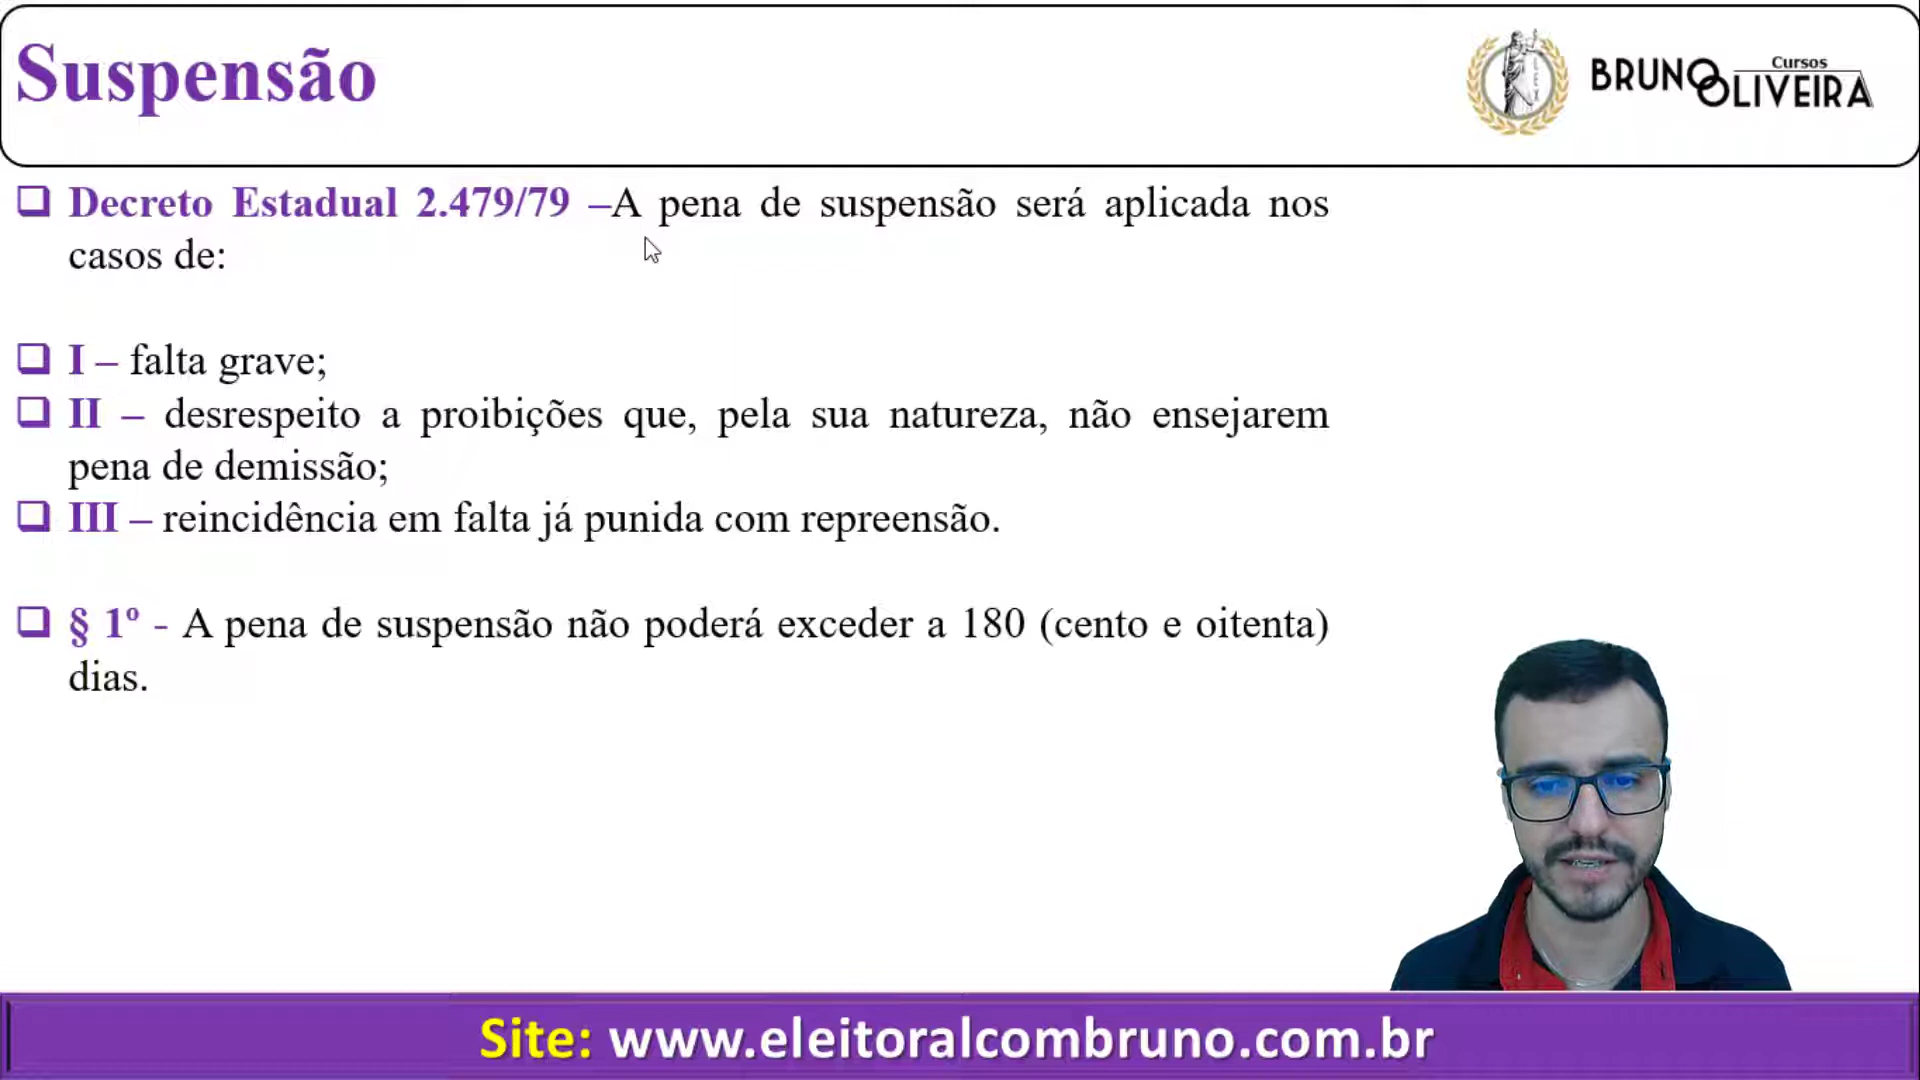 Suspensão
Cursos
BRUNO
OLIVEIRA
Decreto Estadual 2.479/79 –A pena de suspensão será aplicada nos
casos de:
I – falta grave;
II – desrespeito a proibições que, pela sua natureza, não ensejarem
pena de demissão;
III – reincidência em falta já punida com repreensão.
§ 1º - A pena de suspensão não poderá exceder a 180 (cento e oitenta)
dias.
Site: www.eleitoralcombruno.com.br